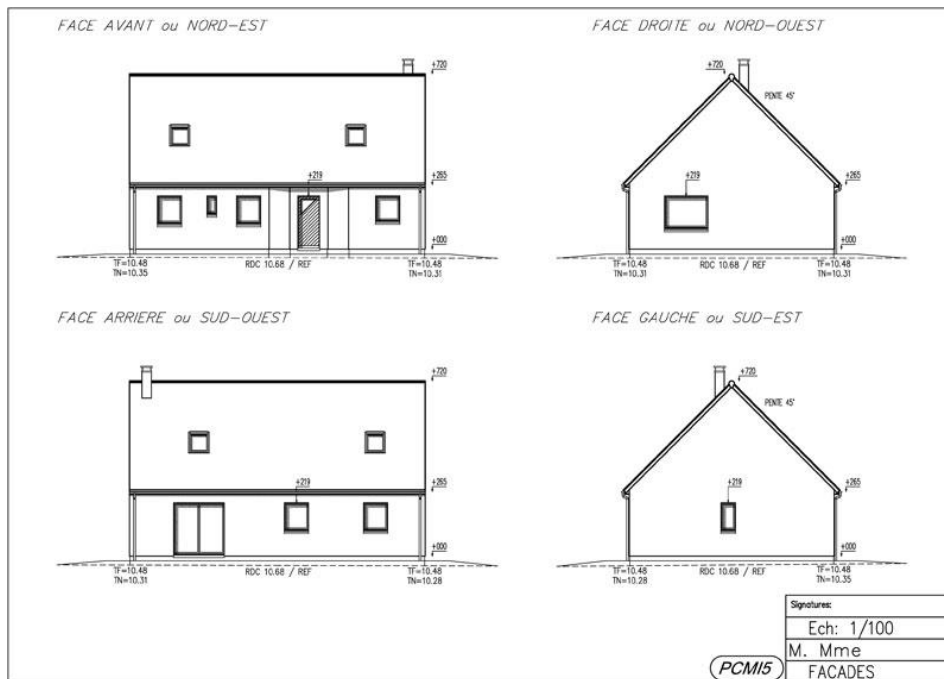 FACE AVANT ou NORD-EST
+720
+265
+219
+000
TF=10.48
TN=10.35
RDC 10.68 / REF
TF=10.48
TN=10.31
FACE DROITE ou NORD-OUEST
+720
PENTE 45°
+265
+219
+000
TF=10.48
TN=10.31
RDC 10.68 / REF
TF=10.48
TN=10.31
FACE ARRIERE ou SUD-OUEST
+720
+265
+219
+000
TF=10.48
TN=10.31
RDC 10.68 / REF
TF=10.48
TN=10.28
FACE GAUCHE ou SUD-EST
+720
PENTE 45°
+265
+219
+000
TF=10.48
TN=10.28
RDC 10.68 / REF
TF=10.48
TN=10.35
Signatures:
Ech: 1/100
M. Mme
PCMI5
FACADES